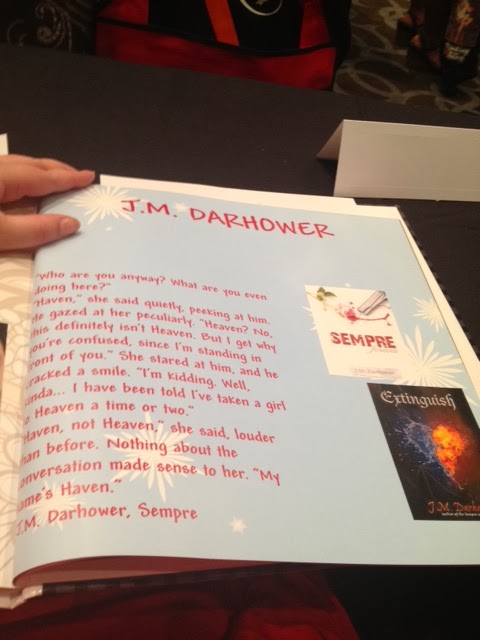 J.M. DARHOWER
"Who are you anyway? What are you even
doing here?"
"Haven," she said quietly, peeking at him.
He gazed at her peculiarly. "Heaven? No,
this definitely isn't Heaven. But I get why
you're confused, since I'm standing in
front of you." She stared at him, and he
cracked a smile. "I'm kidding. Well,
kinda... I have been told I've taken a girl
to Heaven a time or two."
"Haven, not Heaven," she said, louder
than before. Nothing about the
conversation made sense to her. "My
name's Haven."
J.M. Darhower, Sempre
SEMPRE
J.M. Darhower
Extinguish
J.M. Darho